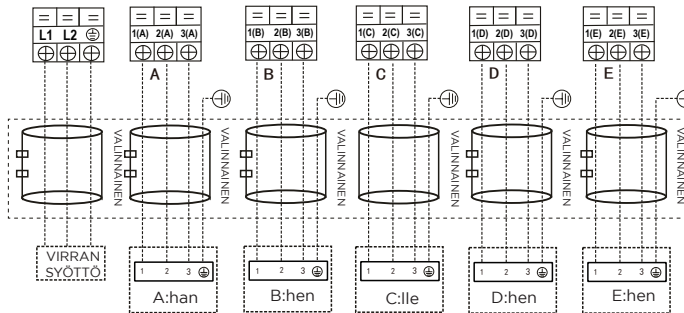 L1 L2
1(A) 2(A) 3(A)
1(B) 2(B) 3(B)
1(C) 2(C) 3(C)
1(D) 2(D) 3(D)
1(E) 2(E) 3(E)
A
B
C
D
E
VALINNAINEN
VALINNAINEN
VALINNAINEN
VALINNAINEN
VALINNAINEN
VALINNAINEN
VIRRAN
SYÖTTÖ
1 2 3
A:han
1 2 3
B:hen
1 2 3
C:lle
1 2 3
D:hen
1 2 3
E:hen